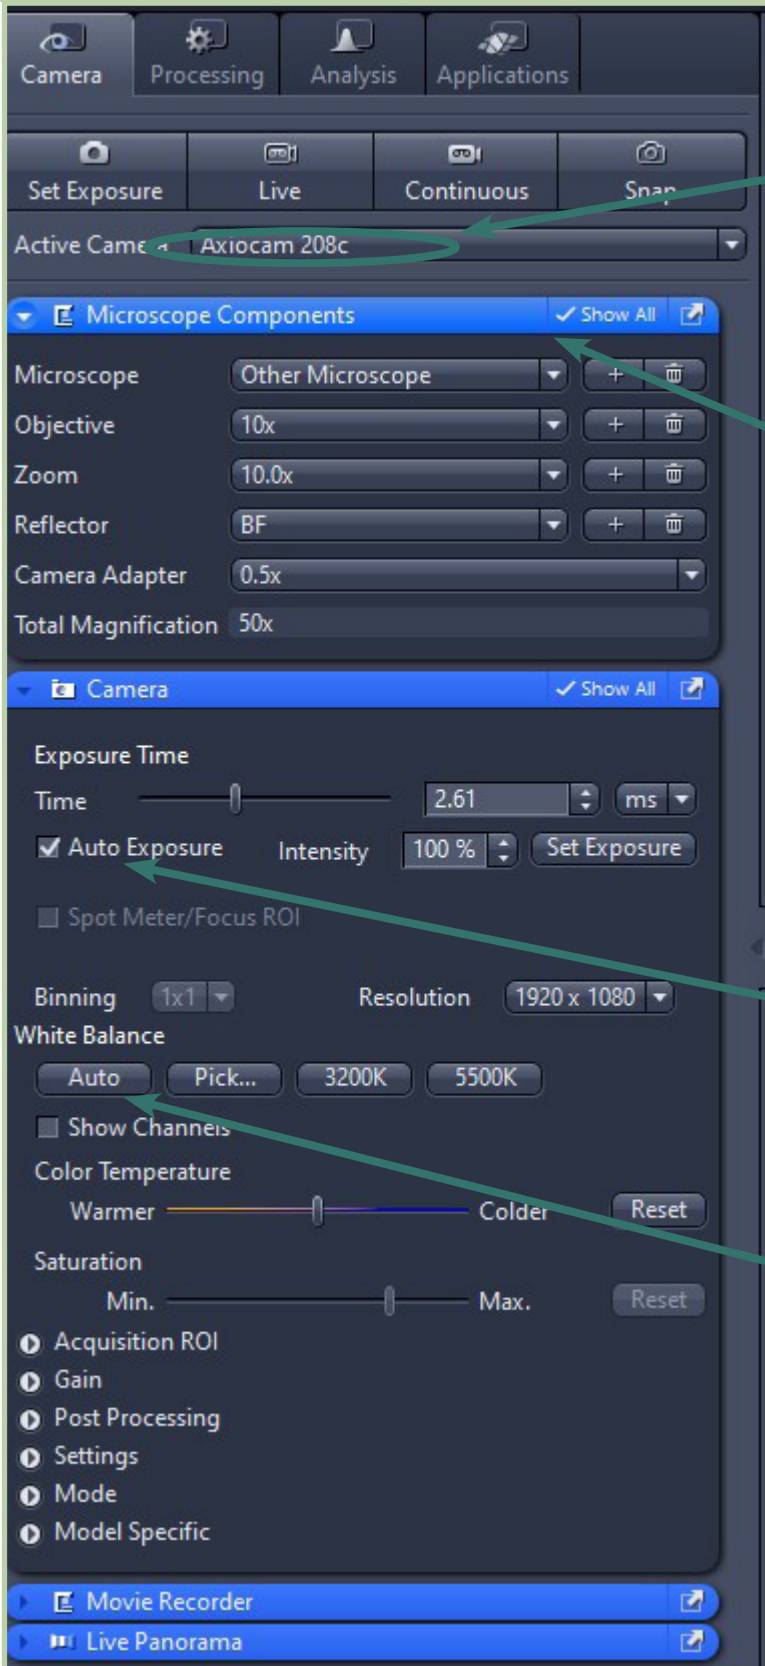 Camera Processing Analysis Applications
Set Exposure Live Continuous Snap
Active Camera Axiocam 208c
Microscope Components Show All
Microscope Other Microscope +
Objective 10x +
Zoom 10.0x +
Reflector BF +
Camera Adapter 0.5x
Total Magnification 50x
Camera Show All
Exposure Time
Time 2.61 ms
Auto Exposure Intensity 100 % Set Exposure
Spot Meter/Focus ROI
Binning 1x1 Resolution 1920 x 1080
White Balance
Auto Pick... 3200K 5500K
Show Channels
Color Temperature
Warmer Colder Reset
Saturation
Min. Max. Reset
Acquisition ROI
Gain
Post Processing
Settings
Mode
Model Specific
Movie Recorder
Live Panorama